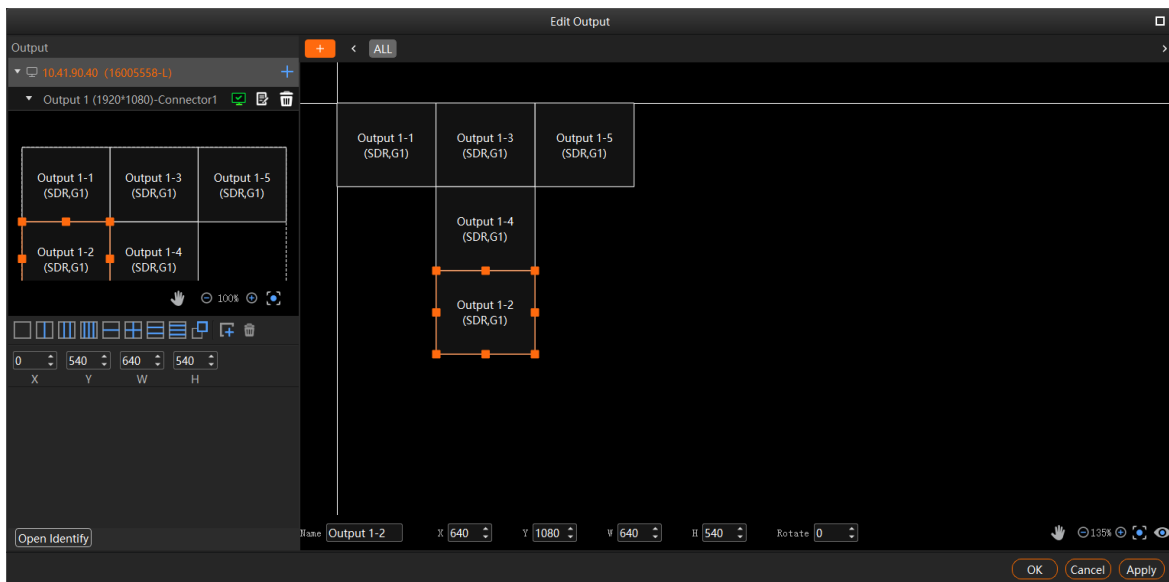 Edit Output
Output
ALL
10.41.90.40 (16005558-L)
Output 1 (1920*1080)-Connector1
Output 1-1
(SDR,G1)
Output 1-3
(SDR,G1)
Output 1-5
(SDR,G1)
Output 1-2
(SDR,G1)
Output 1-4
(SDR,G1)
100%
0 540 640 540
X Y W H
Open Identify
Output 1-1
(SDR,G1)
Output 1-3
(SDR,G1)
Output 1-5
(SDR,G1)
Output 1-4
(SDR,G1)
Output 1-2
(SDR,G1)
Name Output 1-2 X 640 Y 1080 W 640 H 540 Rotate 0 135%
OK Cancel Apply